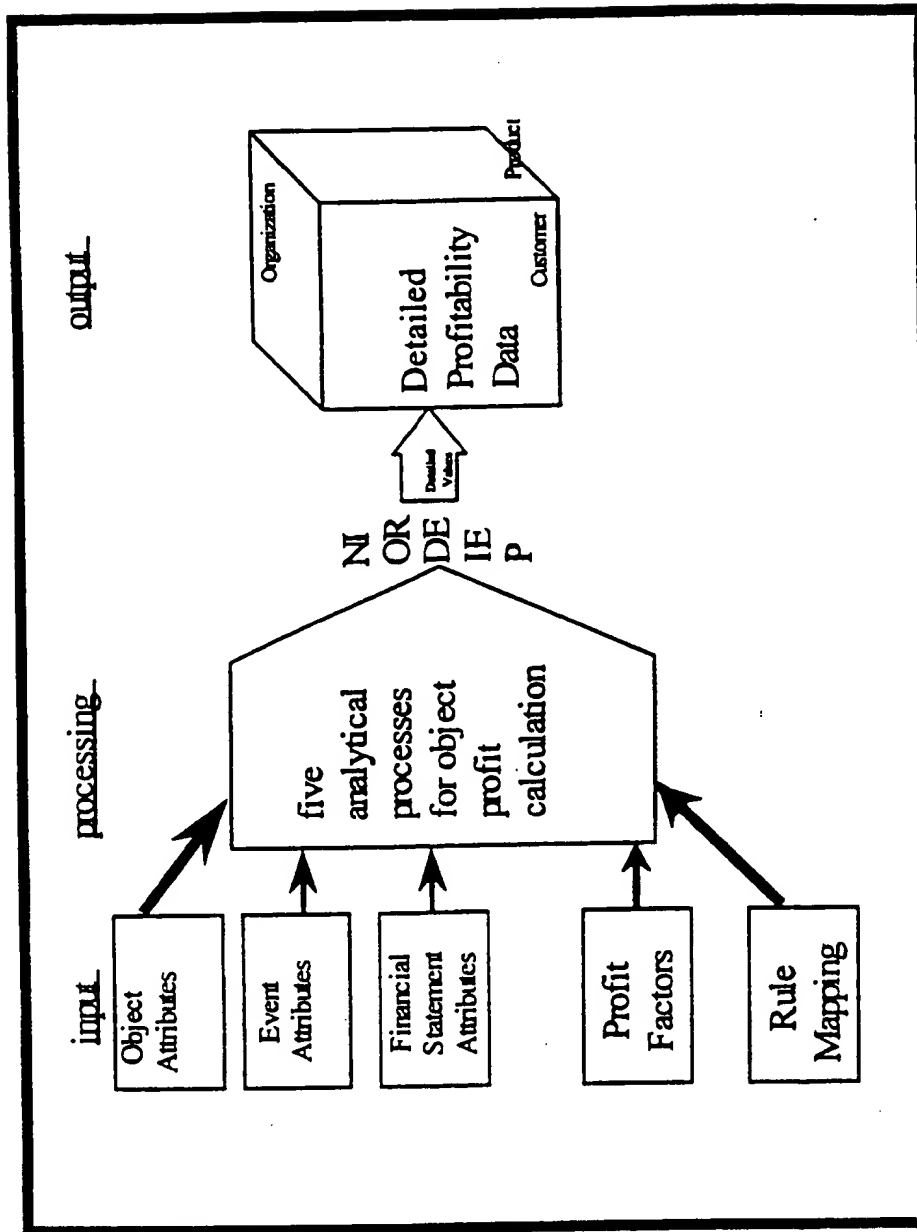 input
processing
output
Object
Attributes
Event
Attributes
Financial
Statement
Attributes
Profit
Factors
Rule
Mapping
five
analytical
processes
for object
profit
calculation
NI
OR
DE
IE
P
Detailed
Values
Organization
Detailed
Profitability
Data
Customer
Product